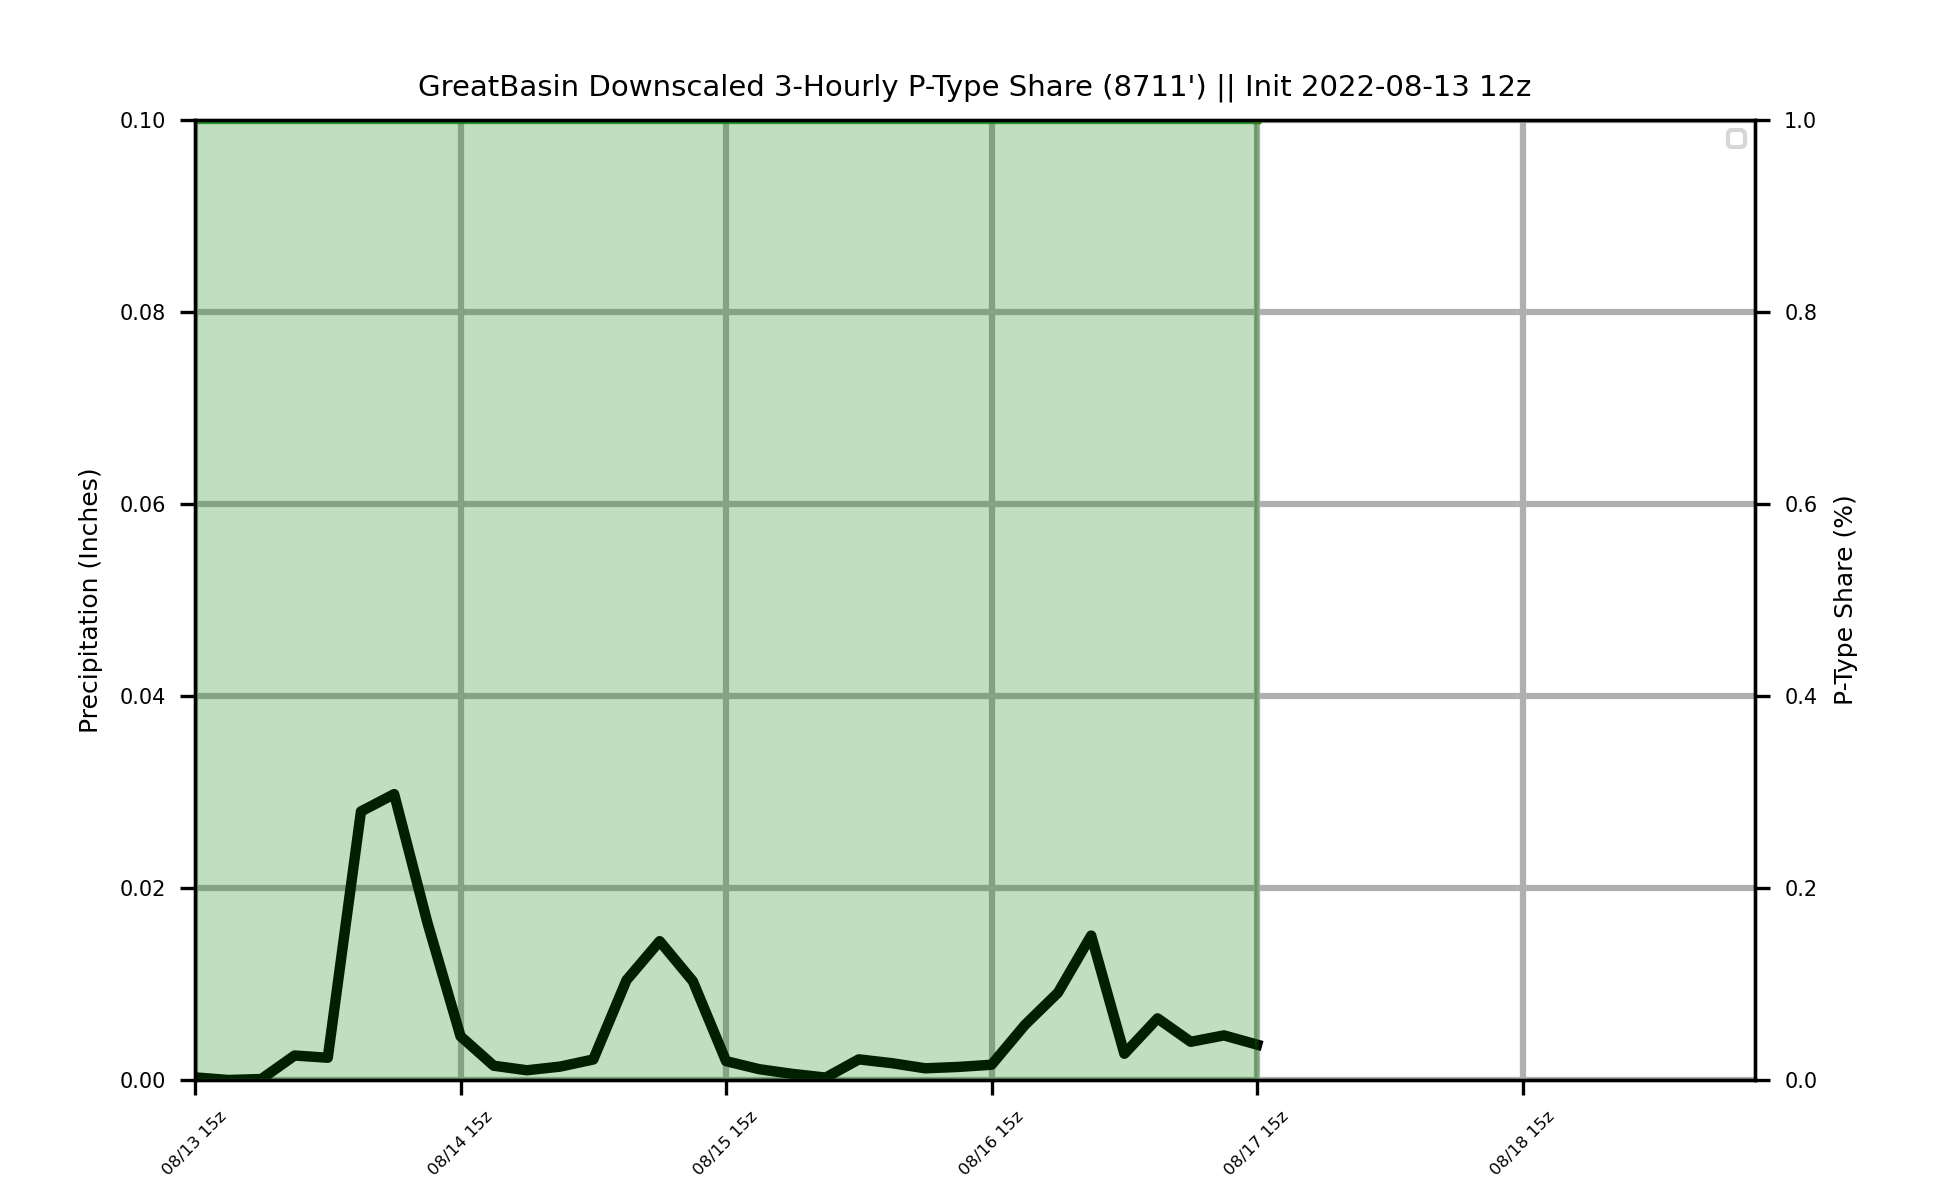 GreatBasin Downscaled 3-Hourly P-Type Share (8711') || Init 2022-08-13 12z
Precipitation (Inches)
0.10
0.08
0.06
0.04
0.02
0.00
1.0
0.8
0.6
0.4
0.2
0.0
P-Type Share (%)
08/13 15z
08/14 15z
08/15 15z
08/16 15z
08/17 15z
08/18 15z